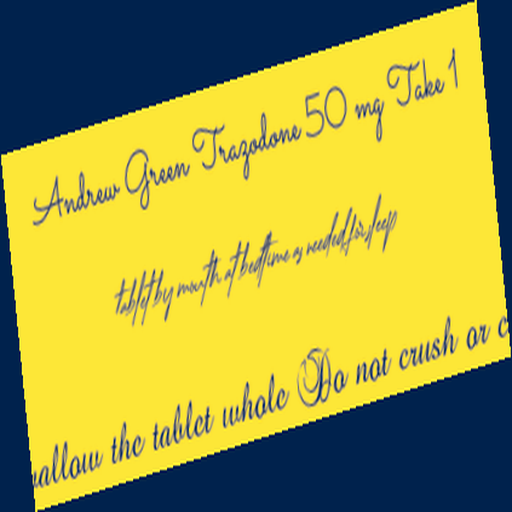 Andrew Green Trazodone 50 mg Take 1
tablet by mouth at bedtime as needed for sleep
the tablet whole Do not crush or